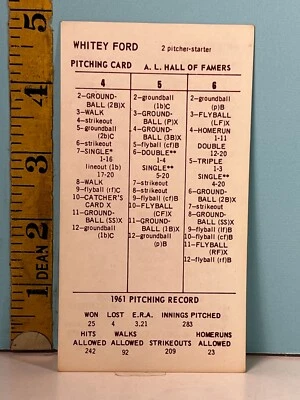 5
4
3
2
DEAN
1
WHITEY FORD 2 pitcher-starter
PITCHING CARD A. L. HALL OF FAMERS
4
2-GROUND-
BALL (2B)X
3-WALK
4-strikeout
5-groundball
(2b)C
6-strikeout
7-SINGLE*
1-16
lineout (1b)
17-20
8-WALK
9-flyball (rf)C
10-CATCHER'S
CARD X
11-GROUND-
BALL (SS)X
12-groundball
(1b)C
5
2-groundball
(1b)C
3-GROUND-
BALL (P)X
4-GROUND-
BALL (3B)X
5-flyball (cf)B
6-DOUBLE**
1-4
strikeout
5-20
7-strikeout
8-strikeout
9-strikeout
10-FLYBALL
(CF)X
11-GROUND-
BALL (1B)X
12-groundball
(p)B
6
2-groundball
(p)B
3-FLYBALL
(LF)X
4-HOMERUN
1-11
DOUBLE
12-20
5-TRIPLE
1-3
SINGLE**
4-20
6-GROUND-
BALL (2B)X
7-GROUND-
BALL (SS)X
8-flyball (lf)B
9-strikeout
10-flyball (cf)B
11-FLYBALL
(RF)X
12-flyball (rf)B
1961 PITCHING RECORD
WON LOST E.R.A. INNINGS PITCHED
25 4 3.21 283
HITS WALKS HOMERUNS
ALLOWED ALLOWED STRIKEOUTS ALLOWED
242 92 209 23